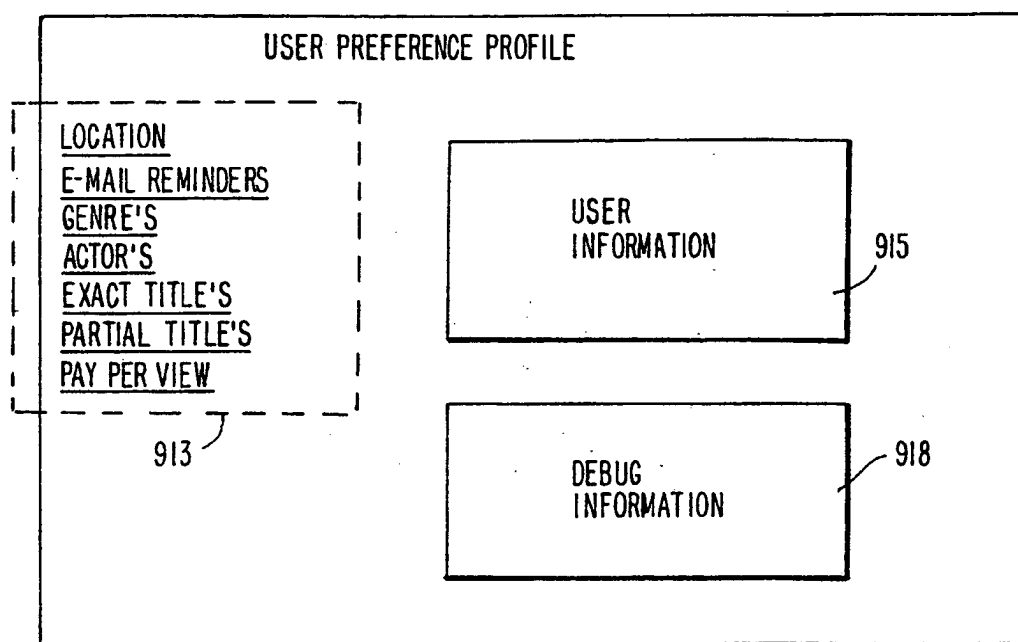 USER PREFERENCE PROFILE
LOCATION
E-MAIL REMINDERS
GENRE'S
ACTOR'S
EXACT TITLE'S
PARTIAL TITLE'S
PAY PER VIEW
913
USER
INFORMATION
915
DEBUG
INFORMATION
918